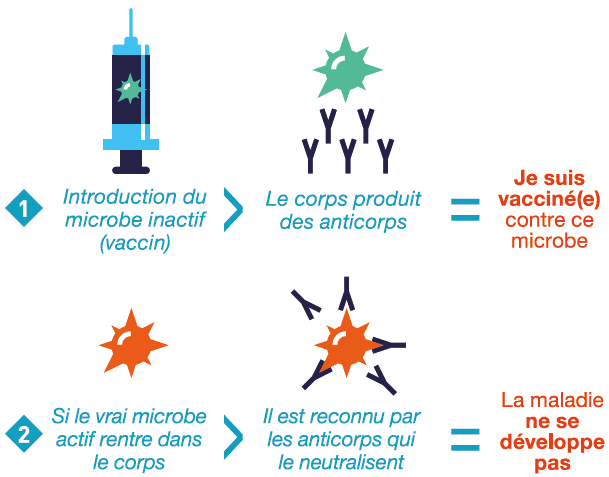 1
Introduction du
microbe inactif
(vaccin)
>
Le corps produit
des anticorps
=
Je suis
vacciné(e)
contre ce
microbe
2
Si le vrai microbe
actif rentre dans
le corps
>
Il est reconnu par
les anticorps qui
le neutralisent
=
La maladie
ne se
développe
pas